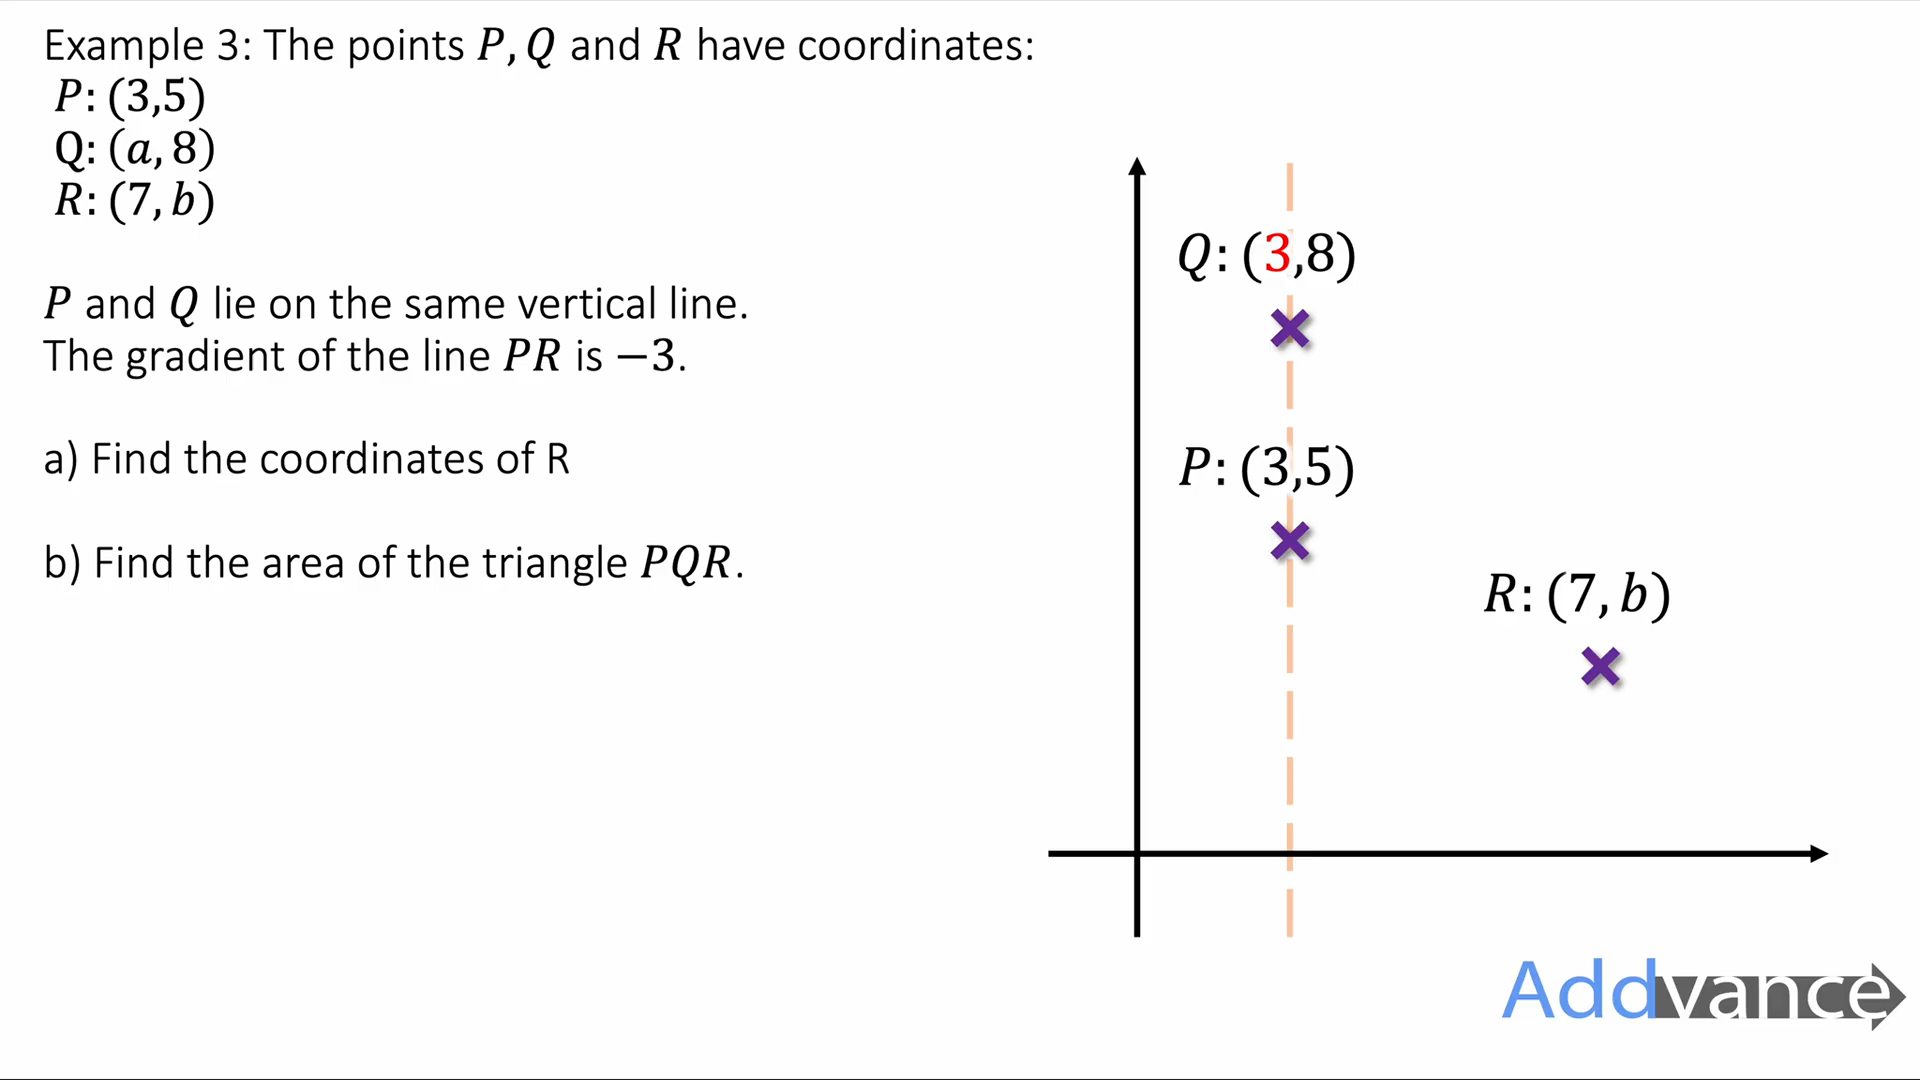 Example 3: The points P, Q and R have coordinates:
P: (3,5)
Q: (a, 8)
R: (7, b)
P and Q lie on the same vertical line.
The gradient of the line PR is −3.
a) Find the coordinates of R
b) Find the area of the triangle PQR.
Q: (3,8)
P: (3,5)
R: (7, b)
Addvance